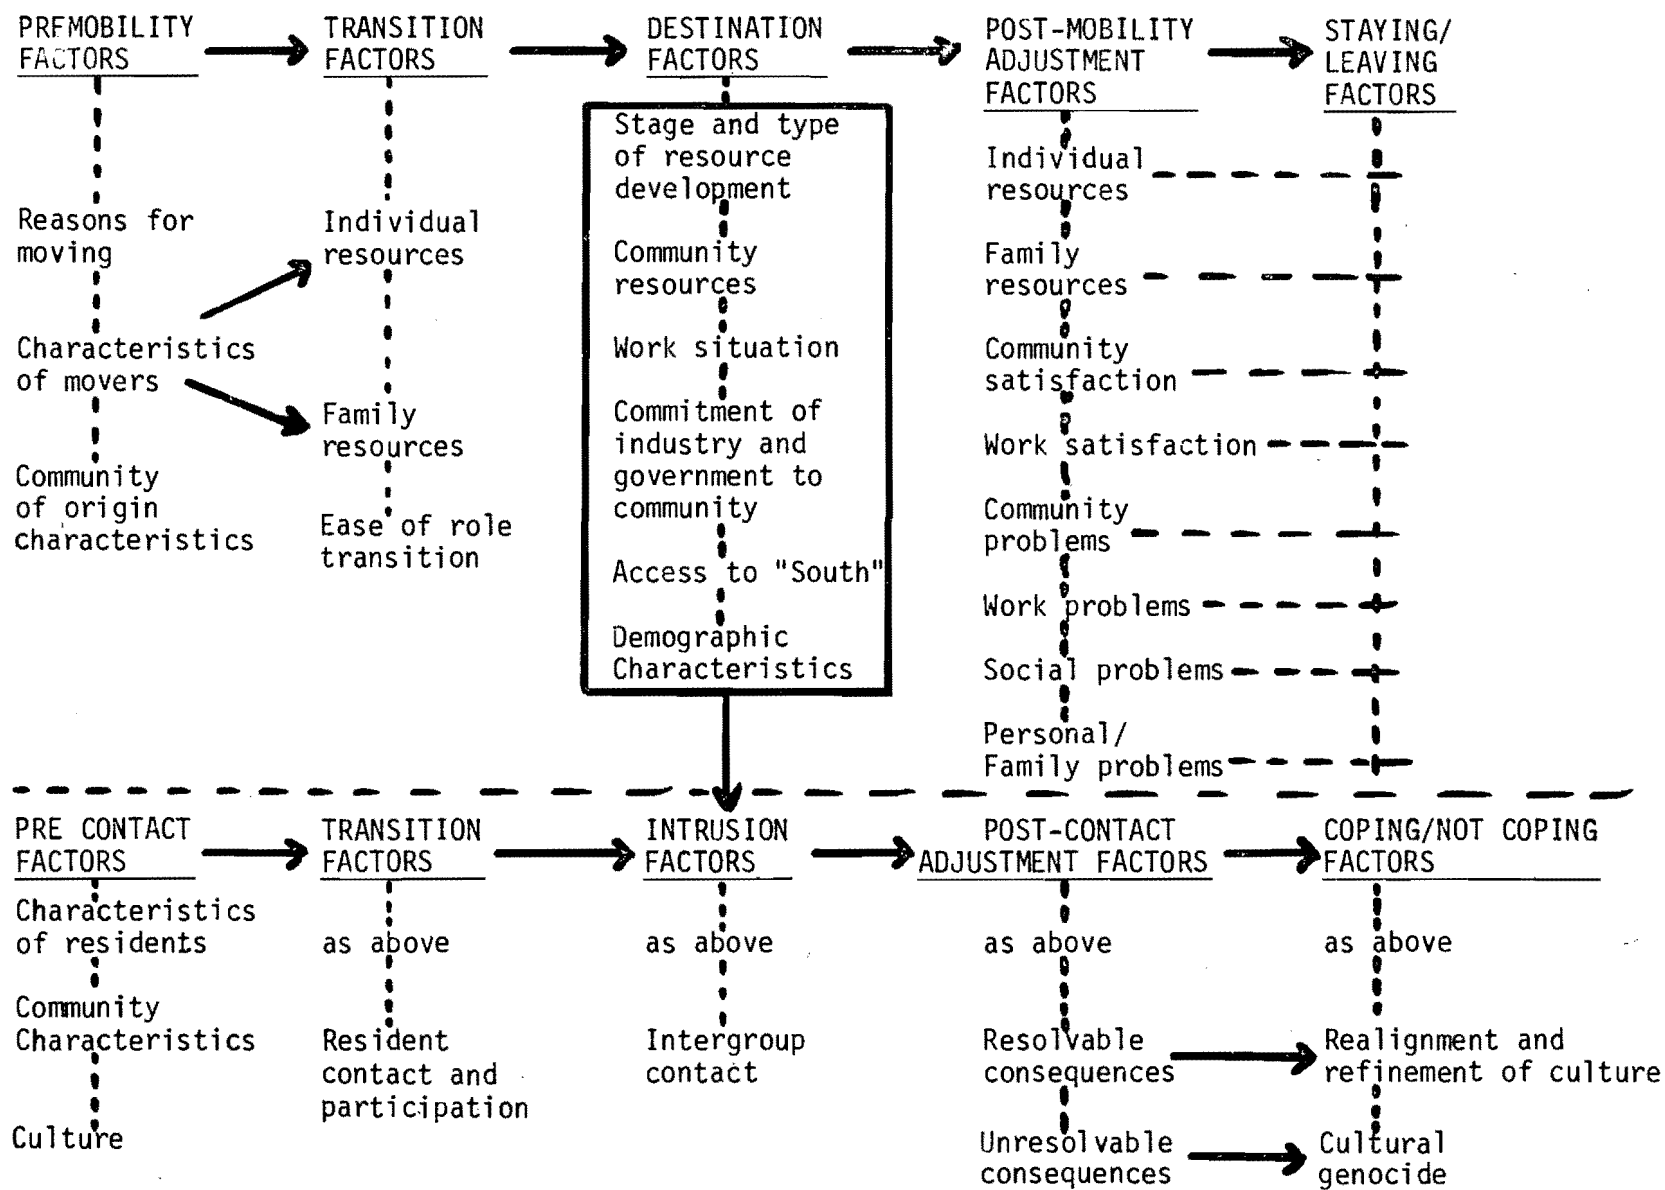 PREMOBILITY
FACTORS
TRANSITION
FACTORS
DESTINATION
FACTORS
POST-MOBILITY
ADJUSTMENT
FACTORS
STAYING/
LEAVING
FACTORS
Reasons for
moving
Characteristics
of movers
Community
of origin
characteristics
Individual
resources
Family
resources
Ease of role
transition
Stage and type
of resource
development
Community
resources
Work situation
Commitment of
industry and
government to
community
Access to "South"
Demographic
Characteristics
Individual
resources
Family
resources
Community
satisfaction
Work satisfaction
Community
problems
Work problems
Social problems
Personal/
Family problems
PRE CONTACT
FACTORS
TRANSITION
FACTORS
INTRUSION
FACTORS
POST-CONTACT
ADJUSTMENT FACTORS
COPING/NOT COPING
FACTORS
Characteristics
of residents
Community
Characteristics
Culture
as above
Resident
contact and
participation
as above
Intergroup
contact
as above
Resolvable
consequences
Unresolvable
consequences
as above
Realignment and
refinement of culture
Cultural
genocide